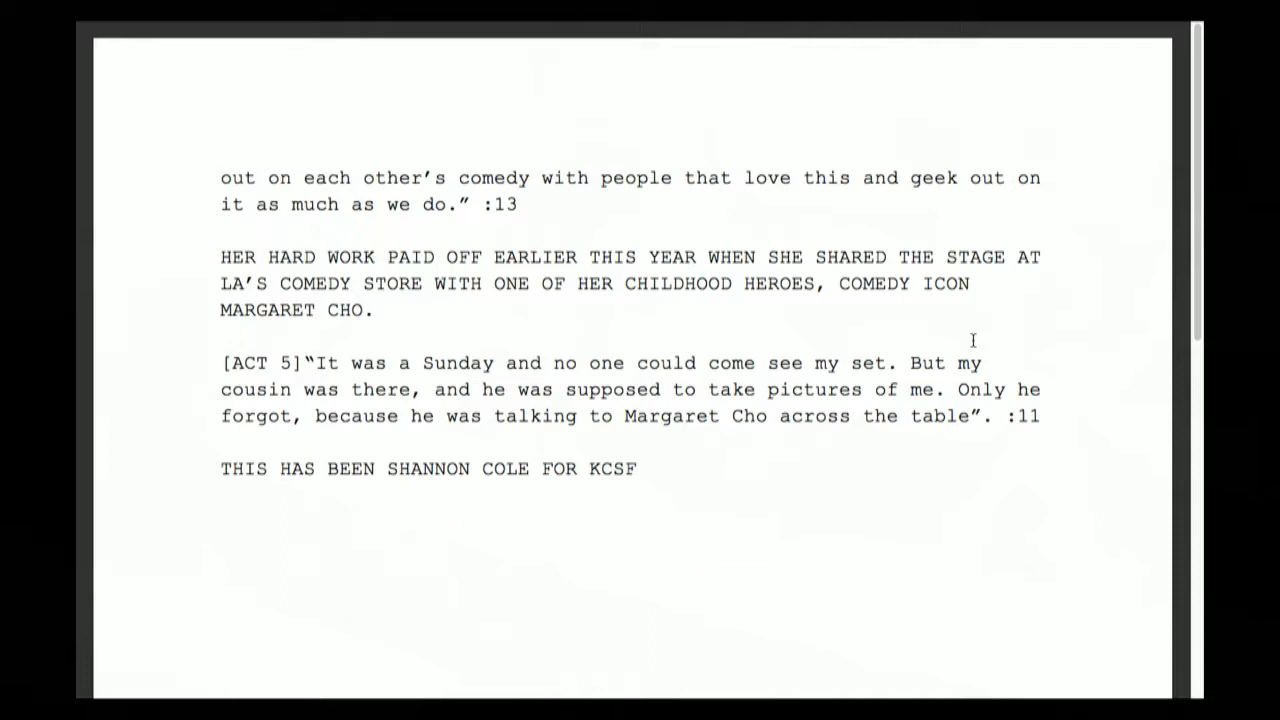 out on each other’s comedy with people that love this and geek out on
it as much as we do.” :13
HER HARD WORK PAID OFF EARLIER THIS YEAR WHEN SHE SHARED THE STAGE AT
LA’S COMEDY STORE WITH ONE OF HER CHILDHOOD HEROES, COMEDY ICON
MARGARET CHO.
[ACT 5]“It was a Sunday and no one could come see my set. But my
cousin was there, and he was supposed to take pictures of me. Only he
forgot, because he was talking to Margaret Cho across the table”. :11
THIS HAS BEEN SHANNON COLE FOR KCSF